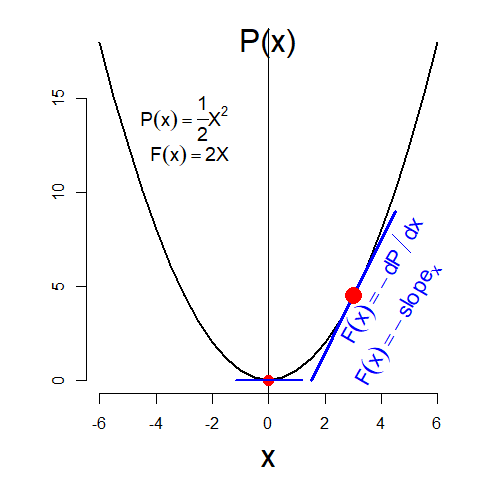 P(x)
P(x) = 1/2 X²
F(x) = 2X
F(x) = − dP / dx
F(x) = − slopeₓ
15
10
5
0
-6 -4 -2 0 2 4 6
x